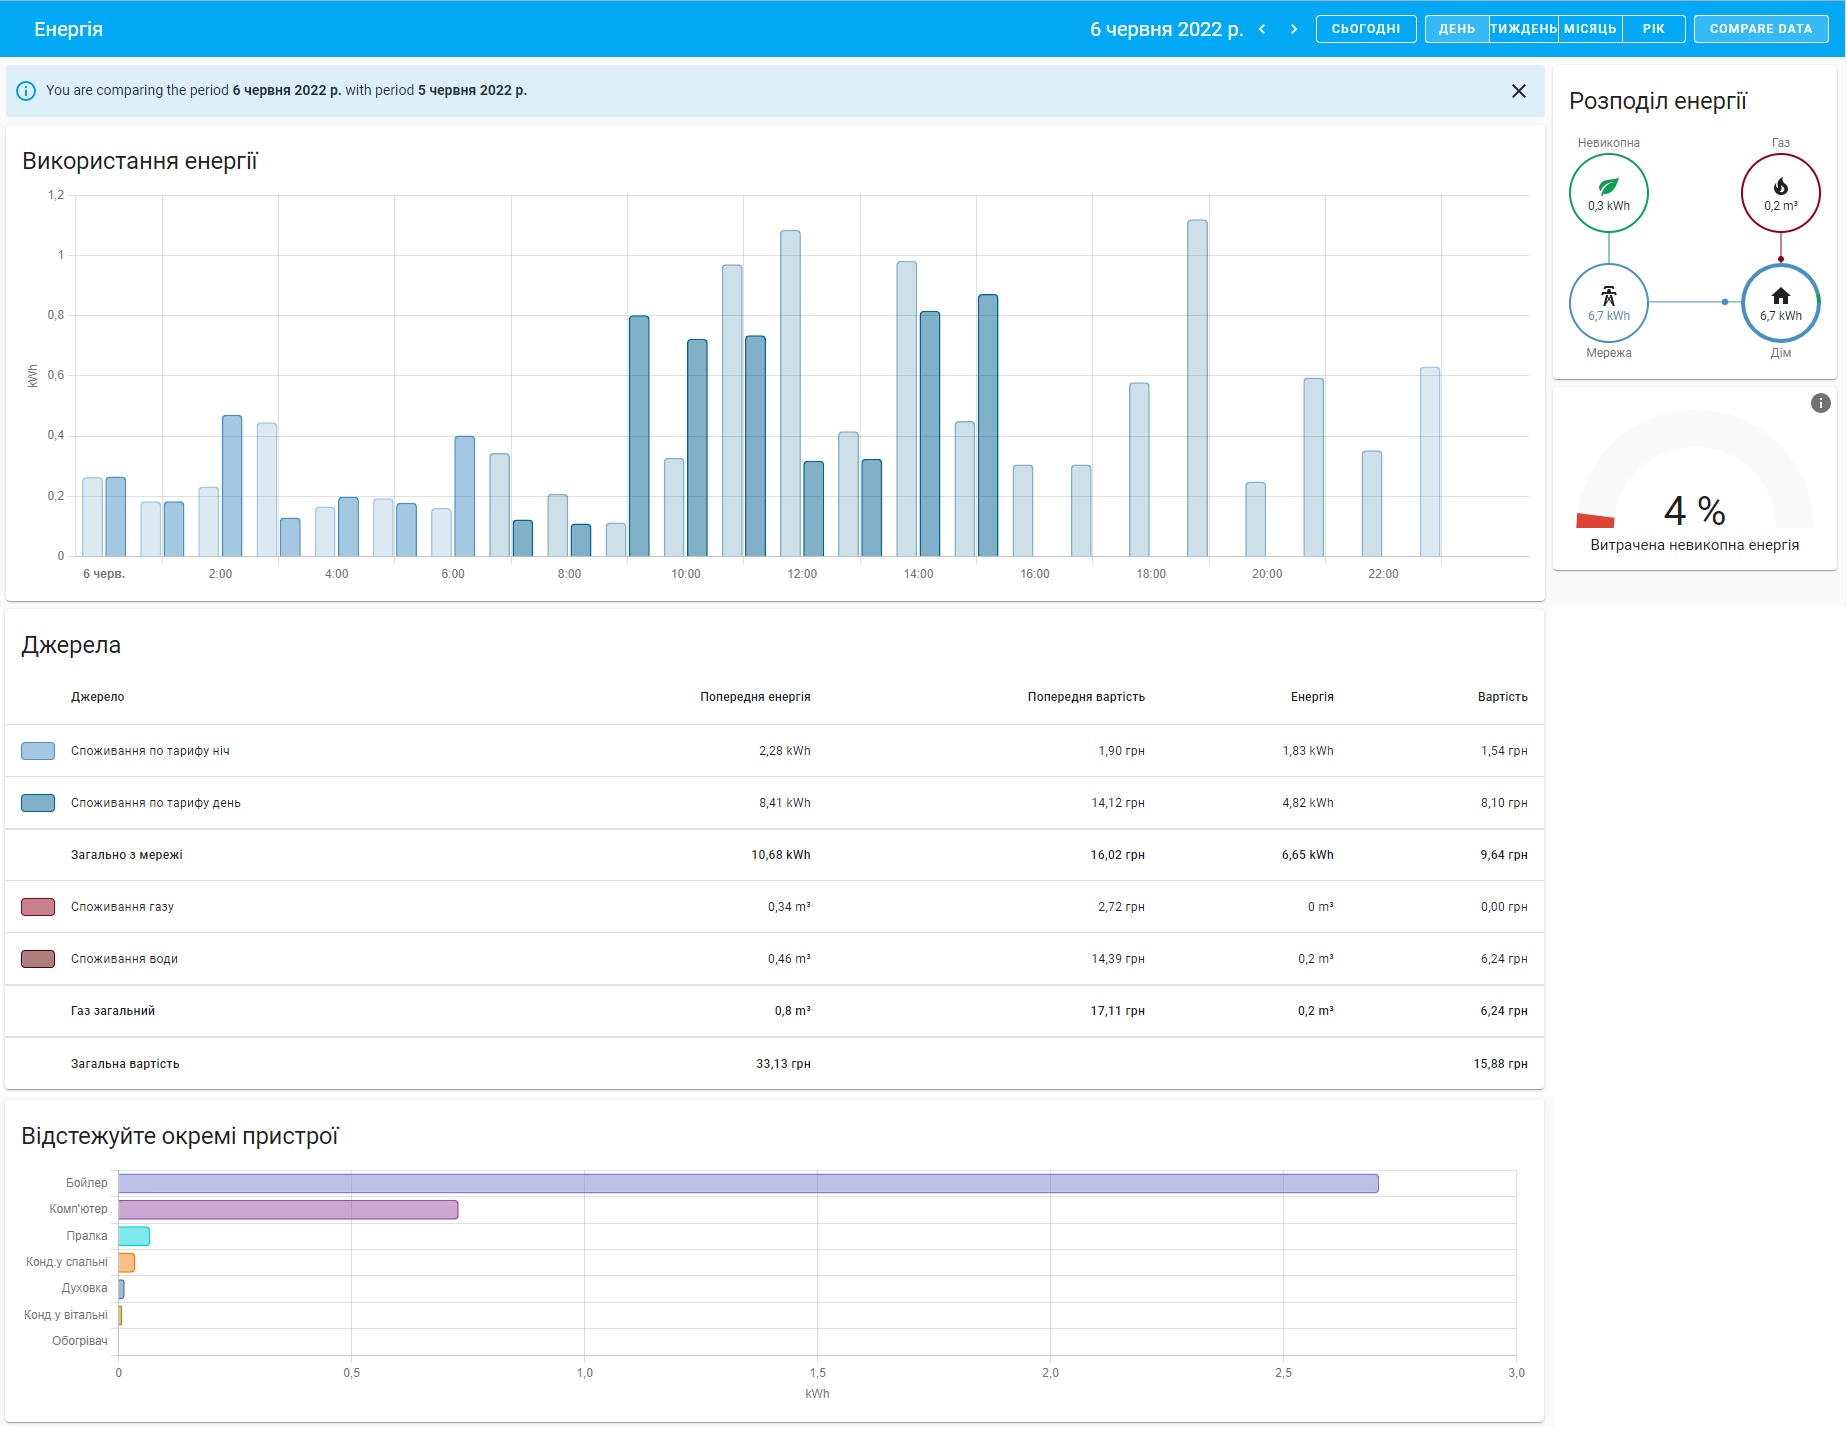 Енергія
6 червня 2022 р.
СЬОГОДНІ
ДЕНЬ
ТИЖДЕНЬ
МІСЯЦЬ
РІК
COMPARE DATA
You are comparing the period 6 червня 2022 р. with period 5 червня 2022 р.
Використання енергії
1,2
1
0,8
0,6
0,4
0,2
0
kWh
6 черв. 2:00 4:00 6:00 8:00 10:00 12:00 14:00 16:00 18:00 20:00 22:00
Розподіл енергії
Невикопна Газ
0,3 kWh 0,2 m³
6,7 kWh 6,7 kWh
Мережа Дім
4 %
Витрачена невикопна енергія
Джерела
Джерело Попередня енергія Попередня вартість Енергія Вартість
Споживання по тарифу ніч 2,28 kWh 1,90 грн 1,83 kWh 1,54 грн
Споживання по тарифу день 8,41 kWh 14,12 грн 4,82 kWh 8,10 грн
Загально з мережі 10,68 kWh 16,02 грн 6,65 kWh 9,64 грн
Споживання газу 0,34 m³ 2,72 грн 0 m³ 0,00 грн
Споживання води 0,46 m³ 14,39 грн 0,2 m³ 6,24 грн
Газ загальний 0,8 m³ 17,11 грн 0,2 m³ 6,24 грн
Загальна вартість 33,13 грн 15,88 грн
Відстежуйте окремі пристрої
Бойлер
Комп'ютер
Пралка
Конд.у спальні
Духовка
Конд.у вітальні
Обогрівач
0 0,5 1,0 1,5 2,0 2,5 3,0
kWh